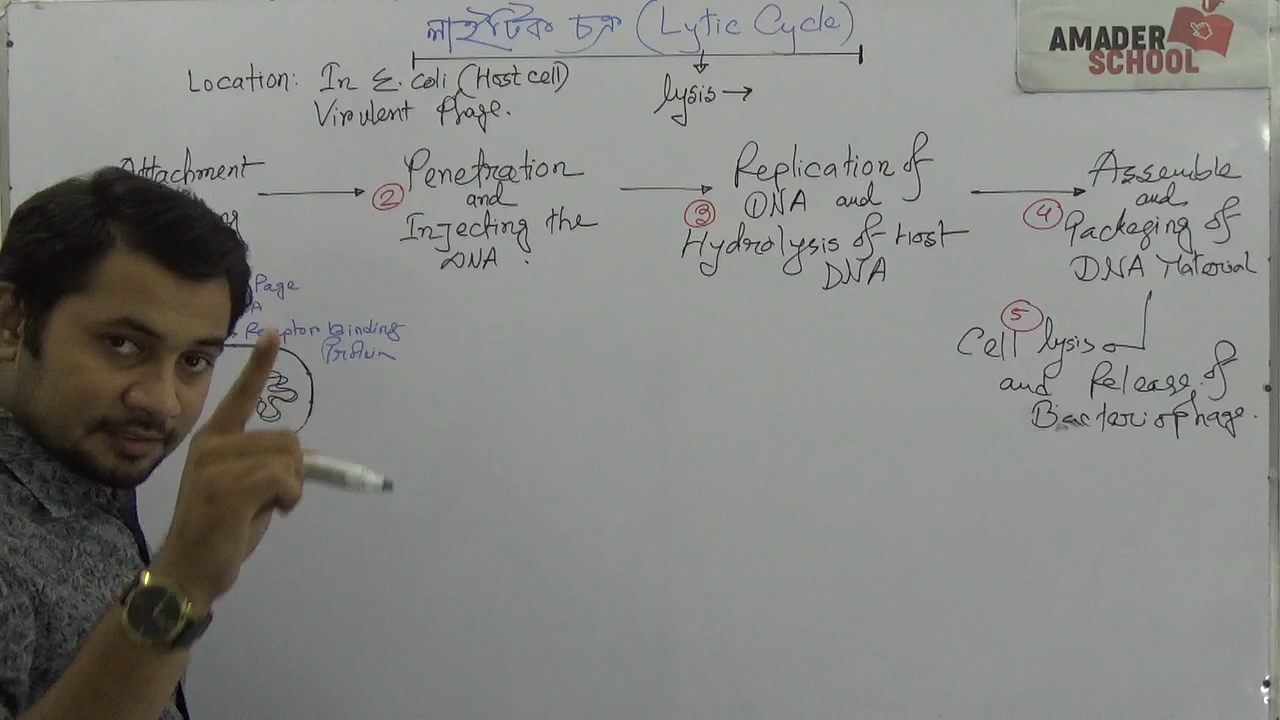 লাইটিক চক্র (Lytic Cycle)
AMADER
SCHOOL
Location: In E. coli (Host cell)
Virulent Phage.
lysis →
Attachment
② Penetration
and
Injecting the
DNA .
③ Replication of
DNA and
Hydrolysis of Host
DNA
④ Assemble
and
Packaging of
DNA Material
⑤ Cell lysis
and Release of
Bacteriophage.
Page
A
Receptor Binding
Protein